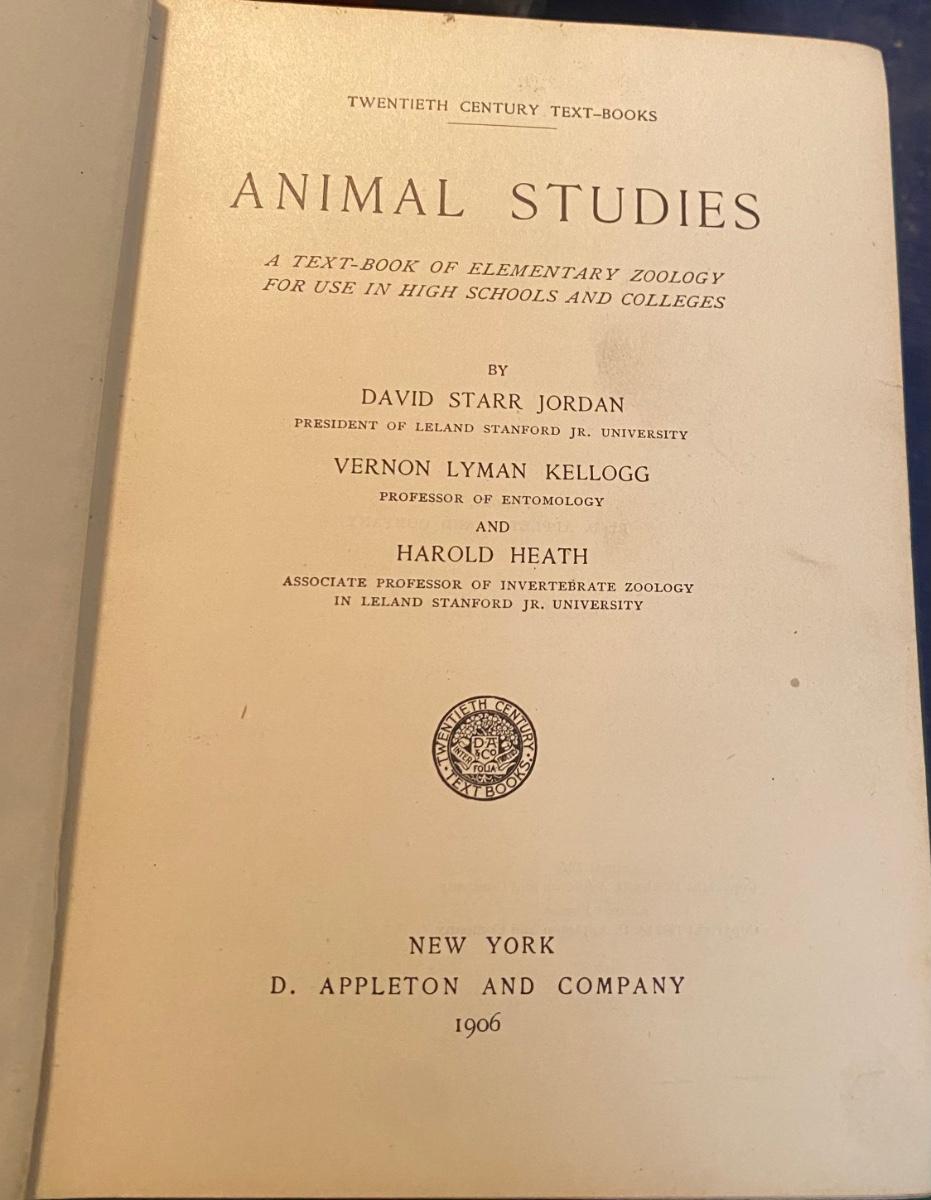 TWENTIETH CENTURY TEXT-BOOKS
ANIMAL STUDIES
A TEXT-BOOK OF ELEMENTARY ZOOLOGY
FOR USE IN HIGH SCHOOLS AND COLLEGES
BY
DAVID STARR JORDAN
PRESIDENT OF LELAND STANFORD JR. UNIVERSITY
VERNON LYMAN KELLOGG
PROFESSOR OF ENTOMOLOGY
AND
HAROLD HEATH
ASSOCIATE PROFESSOR OF INVERTEBRATE ZOOLOGY
IN LELAND STANFORD JR. UNIVERSITY
TWENTIETH CENTURY
D·A
& Co
INTER
FOLIA
TEXT BOOKS
NEW YORK
D. APPLETON AND COMPANY
1906